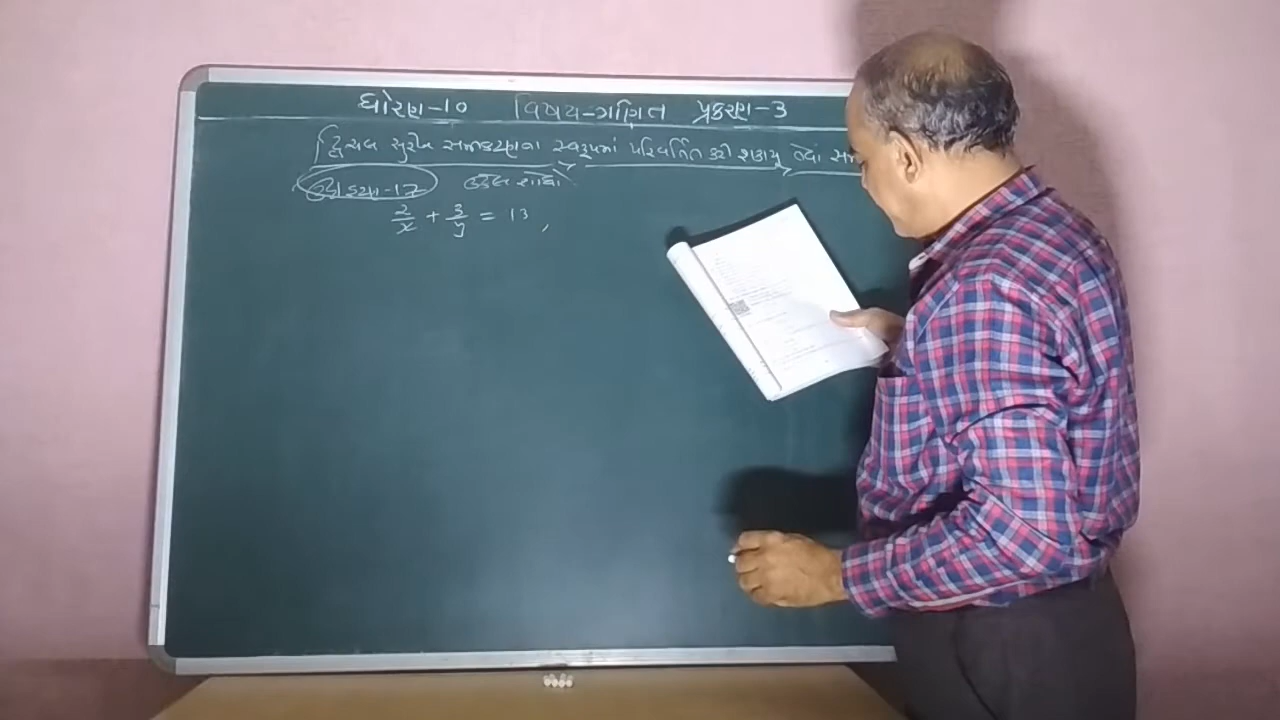 ધોરણ-10 વિષય-ગણિત પ્રકરણ-3
દ્વિચલ સુરેખ સમીકરણના સ્વરૂપમાં પરિવર્તિત કરી શકાય તેવાં
ઉદાહરણ-17 ઉકેલ શોધો
2/x + 3/y = 13,